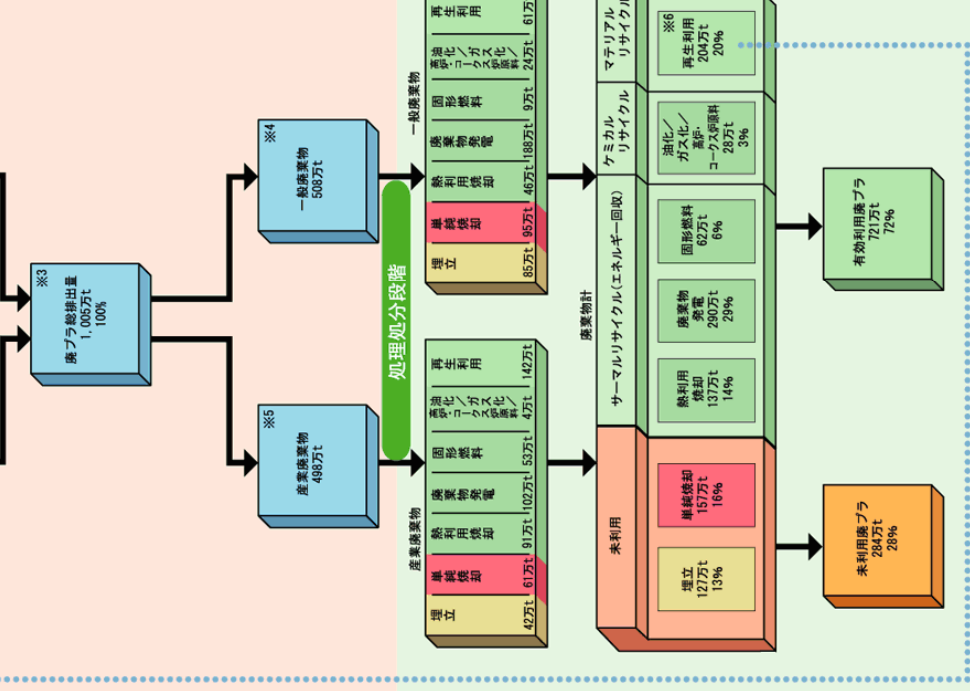 ※3
廃プラ総排出量
1,005万t
100%
※5
産業廃棄物
498万t
※4
一般廃棄物
508万t
処理処分段階
産業廃棄物
埋立
42万t
単純焼却
61万t
熱利用焼却
91万t
廃棄物発電
102万t
固形燃料
53万t
油化／ガス化／
高炉・コークス炉原料
4万t
再生利用
142万t
一般廃棄物
埋立
85万t
単純焼却
95万t
熱利用焼却
46万t
廃棄物発電
188万t
固形燃料
9万t
油化／ガス化／
高炉・コークス炉原料
24万t
再生利用
61万t
廃棄物計
未利用
サーマルリサイクル(エネルギー回収)
ケミカル
リサイクル
マテリアル
リサイクル
埋立
127万t
13%
単純焼却
157万t
16%
熱利用
焼却
137万t
14%
廃棄物
発電
290万t
29%
固形燃料
62万t
6%
油化／
ガス化／
高炉・
コークス炉原料
28万t
3%
※6
再生利用
204万t
20%
未利用廃プラ
284万t
28%
有効利用廃プラ
721万t
72%